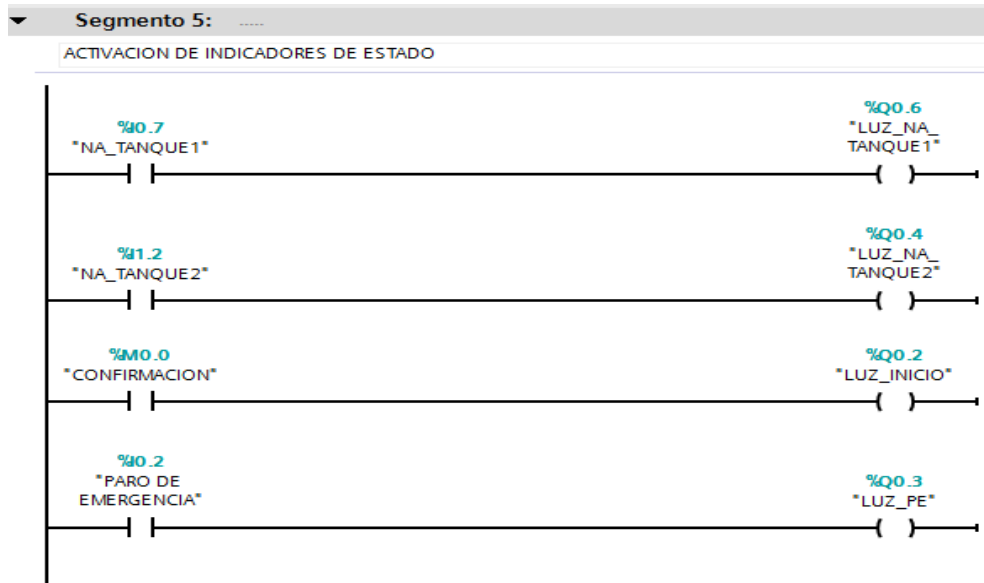 Segmento 5: .....
ACTIVACION DE INDICADORES DE ESTADO
%I0.7
"NA_TANQUE1"
%Q0.6
"LUZ_NA_
TANQUE1"
%I1.2
"NA_TANQUE2"
%Q0.4
"LUZ_NA_
TANQUE2"
%M0.0
"CONFIRMACION"
%Q0.2
"LUZ_INICIO"
%I0.2
"PARO DE
EMERGENCIA"
%Q0.3
"LUZ_PE"